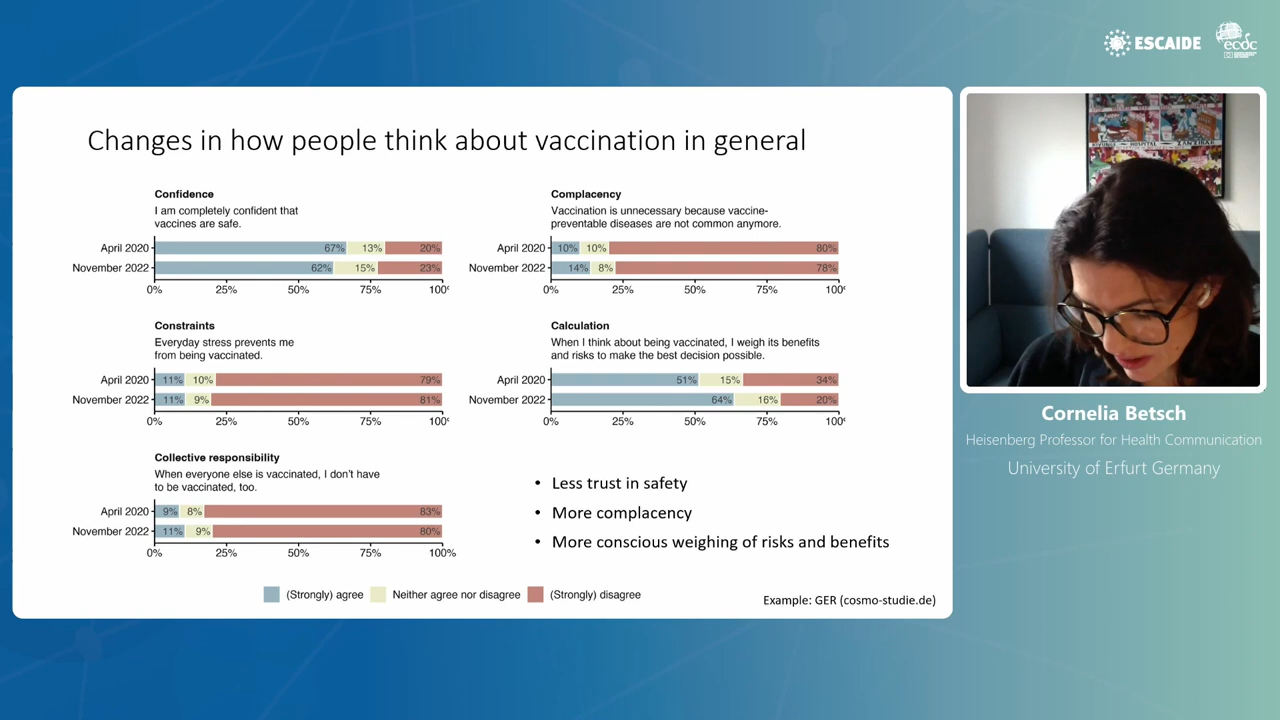 ESCAIDE
ecdc
Changes in how people think about vaccination in general
Confidence
I am completely confident that
vaccines are safe.
April 2020
67%
13%
20%
November 2022
62%
15%
23%
0%
25%
50%
75%
100%
Complacency
Vaccination is unnecessary because vaccine-
preventable diseases are not common anymore.
April 2020
10%
10%
80%
November 2022
14%
8%
78%
0%
25%
50%
75%
100%
Constraints
Everyday stress prevents me
from being vaccinated.
April 2020
11%
10%
79%
November 2022
11%
9%
81%
0%
25%
50%
75%
100%
Calculation
When I think about being vaccinated, I weigh its benefits
and risks to make the best decision possible.
April 2020
51%
15%
34%
November 2022
64%
16%
20%
0%
25%
50%
75%
100%
Collective responsibility
When everyone else is vaccinated, I don't have
to be vaccinated, too.
April 2020
9%
8%
83%
November 2022
11%
9%
80%
0%
25%
50%
75%
100%
• Less trust in safety
• More complacency
• More conscious weighing of risks and benefits
(Strongly) agree
Neither agree nor disagree
(Strongly) disagree
Example: GER (cosmo-studie.de)
HOSPITAL
ZANZIBAR
Cornelia Betsch
Heisenberg Professor for Health Communication
University of Erfurt Germany